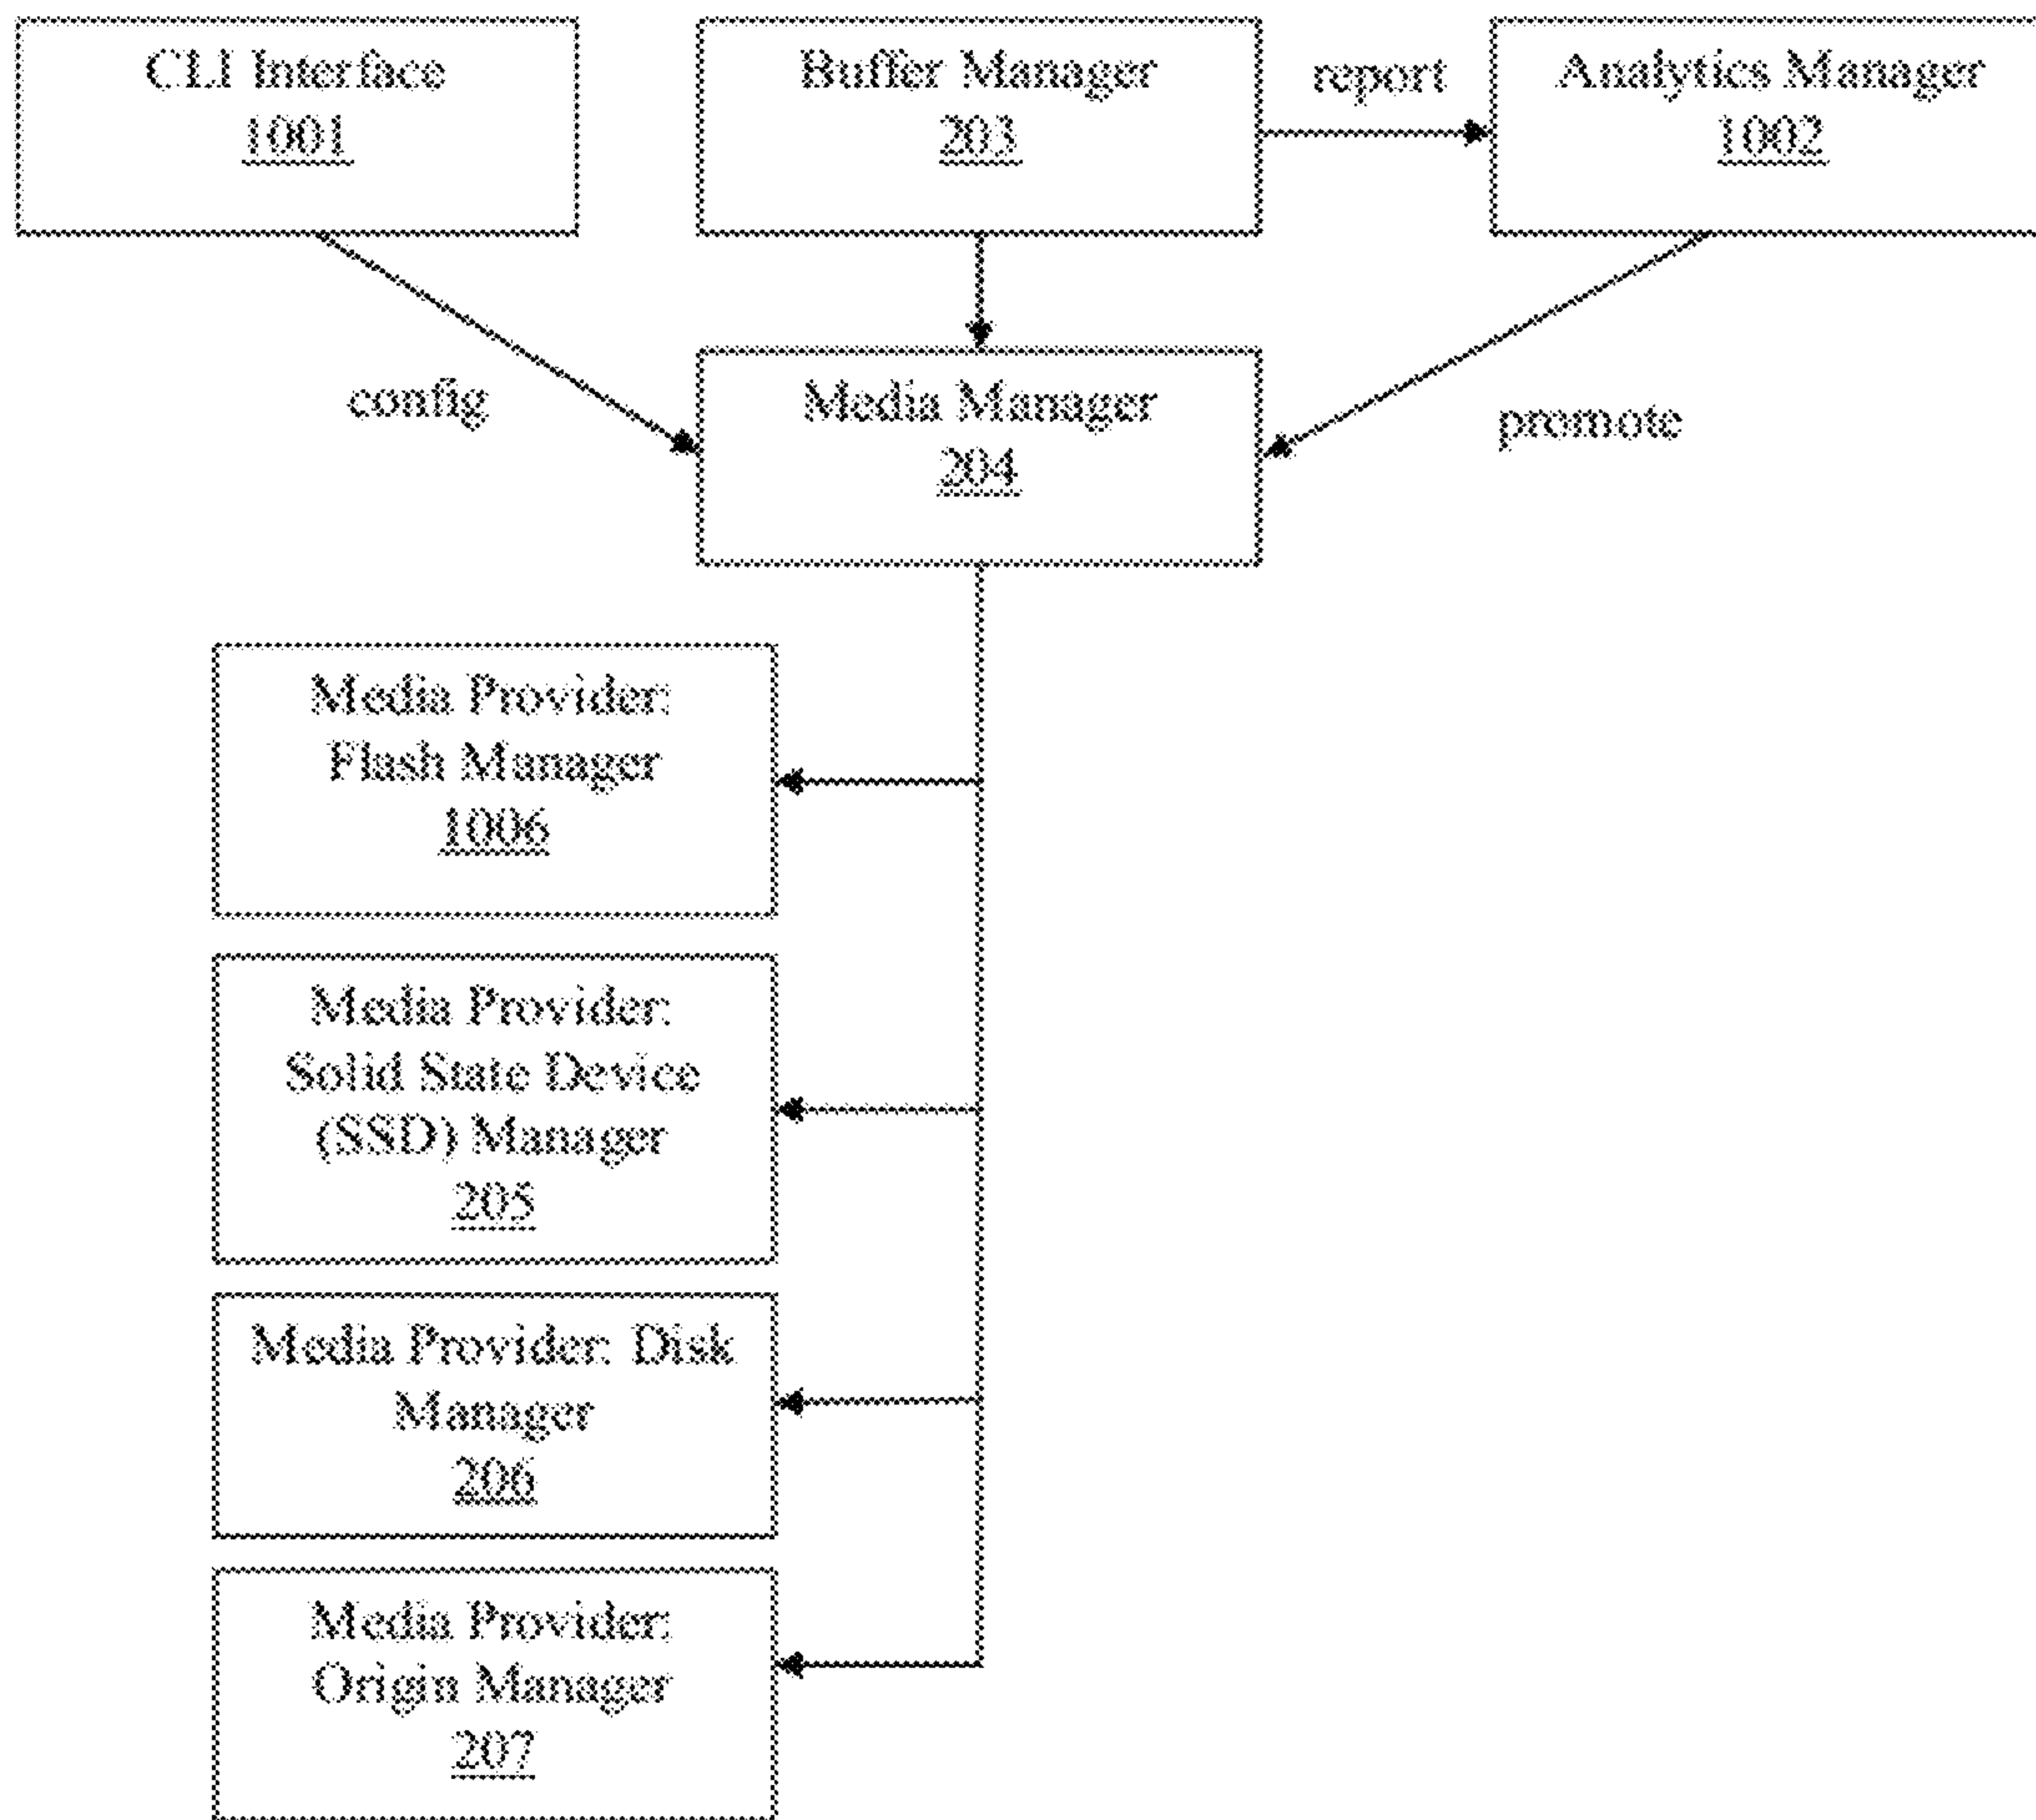 CLI Interface
1001
Buffer Manager
203
report
Analytics Manager
1002
config
Media Manager
204
promote
Media Provider:
Flash Manager
1006
Media Provider:
Solid State Device
(SSD) Manager
205
Media Provider: Disk
Manager
206
Media Provider:
Origin Manager
207